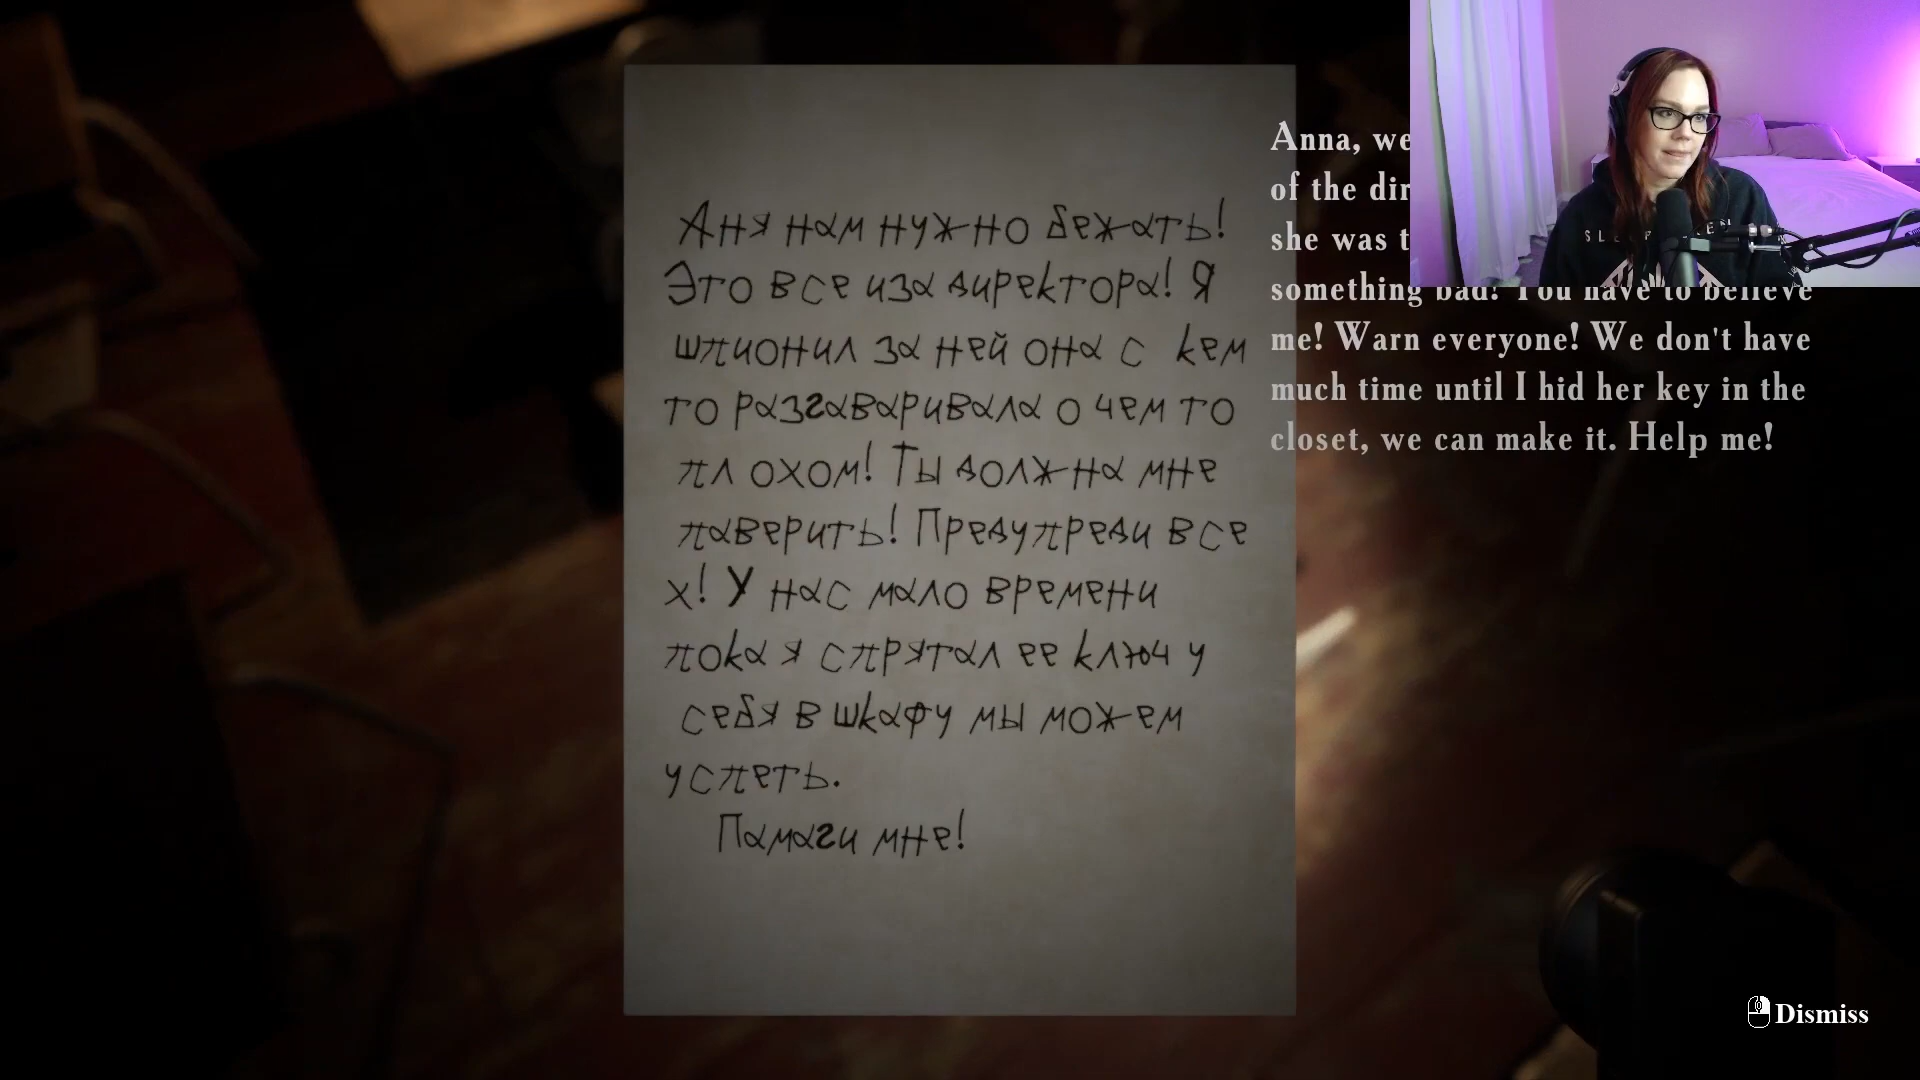 Аня нам нужно бежать!
Это все иза директора! Я
шпионил за ней она с кем
то разгаваривала о чем то
пл охом! Ты должна мне
паверить! Предупреди все
х! У нас мало времени
пока я спрятал ее ключ у
себя в шкафу мы можем
успеть.
Памаги мне!
Anna, we
of the dir
she was t
something bad! You have to believe
me! Warn everyone! We don't have
much time until I hid her key in the
closet, we can make it. Help me!
Dismiss